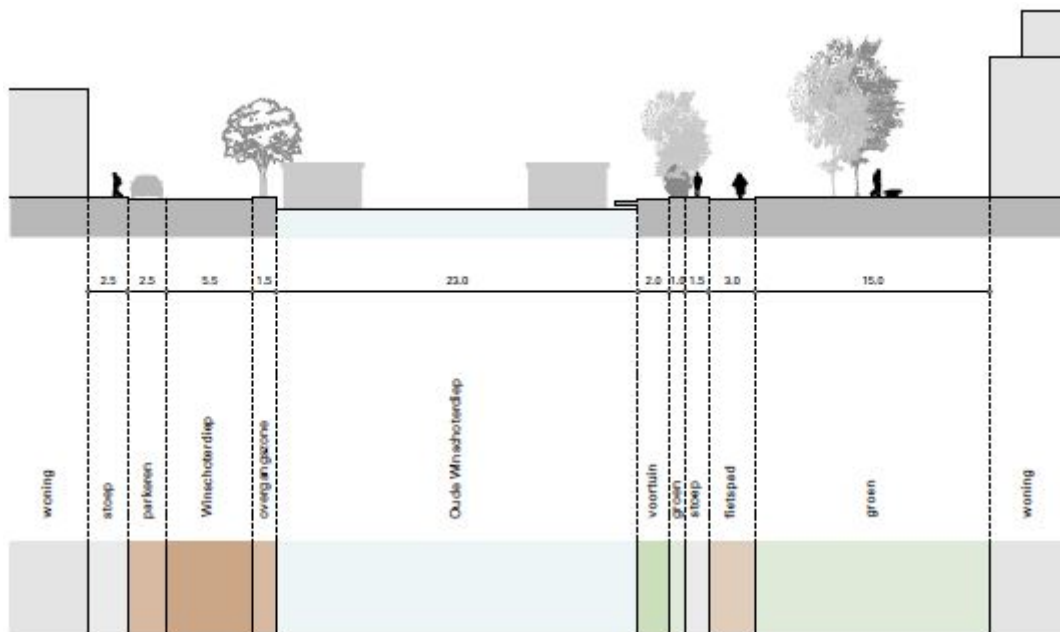 2.5
2.5
5.5
1.5
23.0
2.0
1.0
1.5
3.0
15.0
woning
stoep
parkeren
Winschoterdiep
overgangszone
Oude Winschoterdiep
voortuin
groen
stoep
fietspad
groen
woning